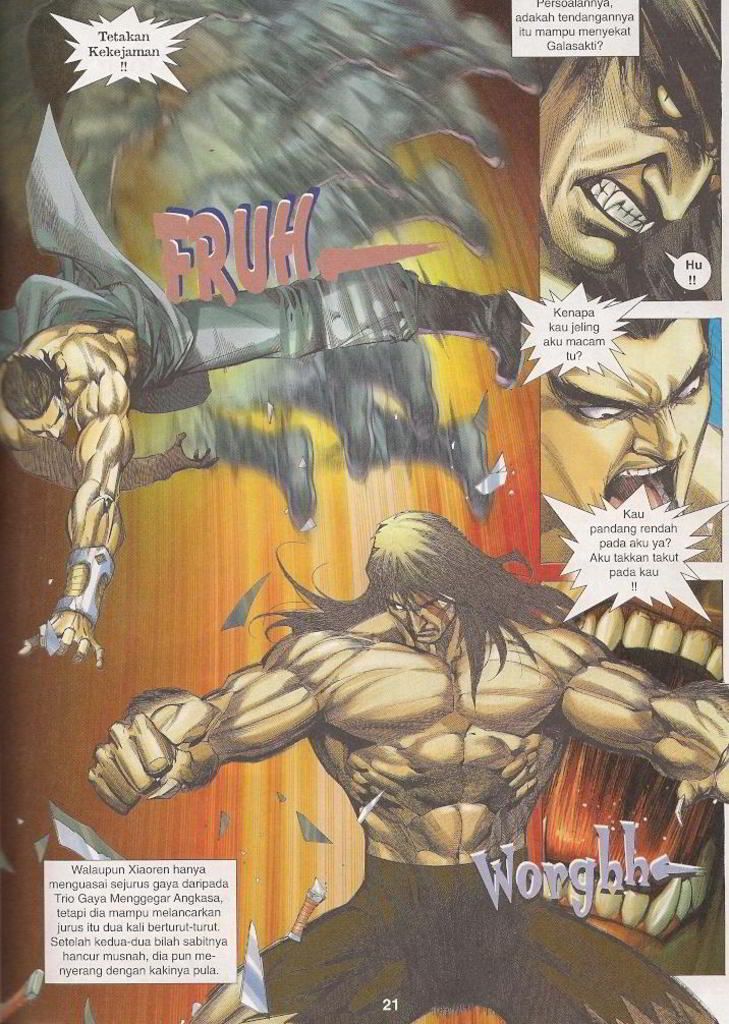 Tetakan
Kekejaman
!!
Persoalannya,
adakah tendangannya
itu mampu menyekat
Galasakti?
FRUH
Hu
!!
Kenapa
kau jeling
aku macam
tu?
Kau
pandang rendah
pada aku ya?
Aku takkan takut
pada kau
!!
Worghh
Walaupun Xiaoren hanya
menguasai sejurus gaya daripada
Trio Gaya Menggegar Angkasa,
tetapi dia mampu melancarkan
jurus itu dua kali berturut-turut.
Setelah kedua-dua bilah sabitnya
hancur musnah, dia pun me-
nyerang dengan kakinya pula.
21